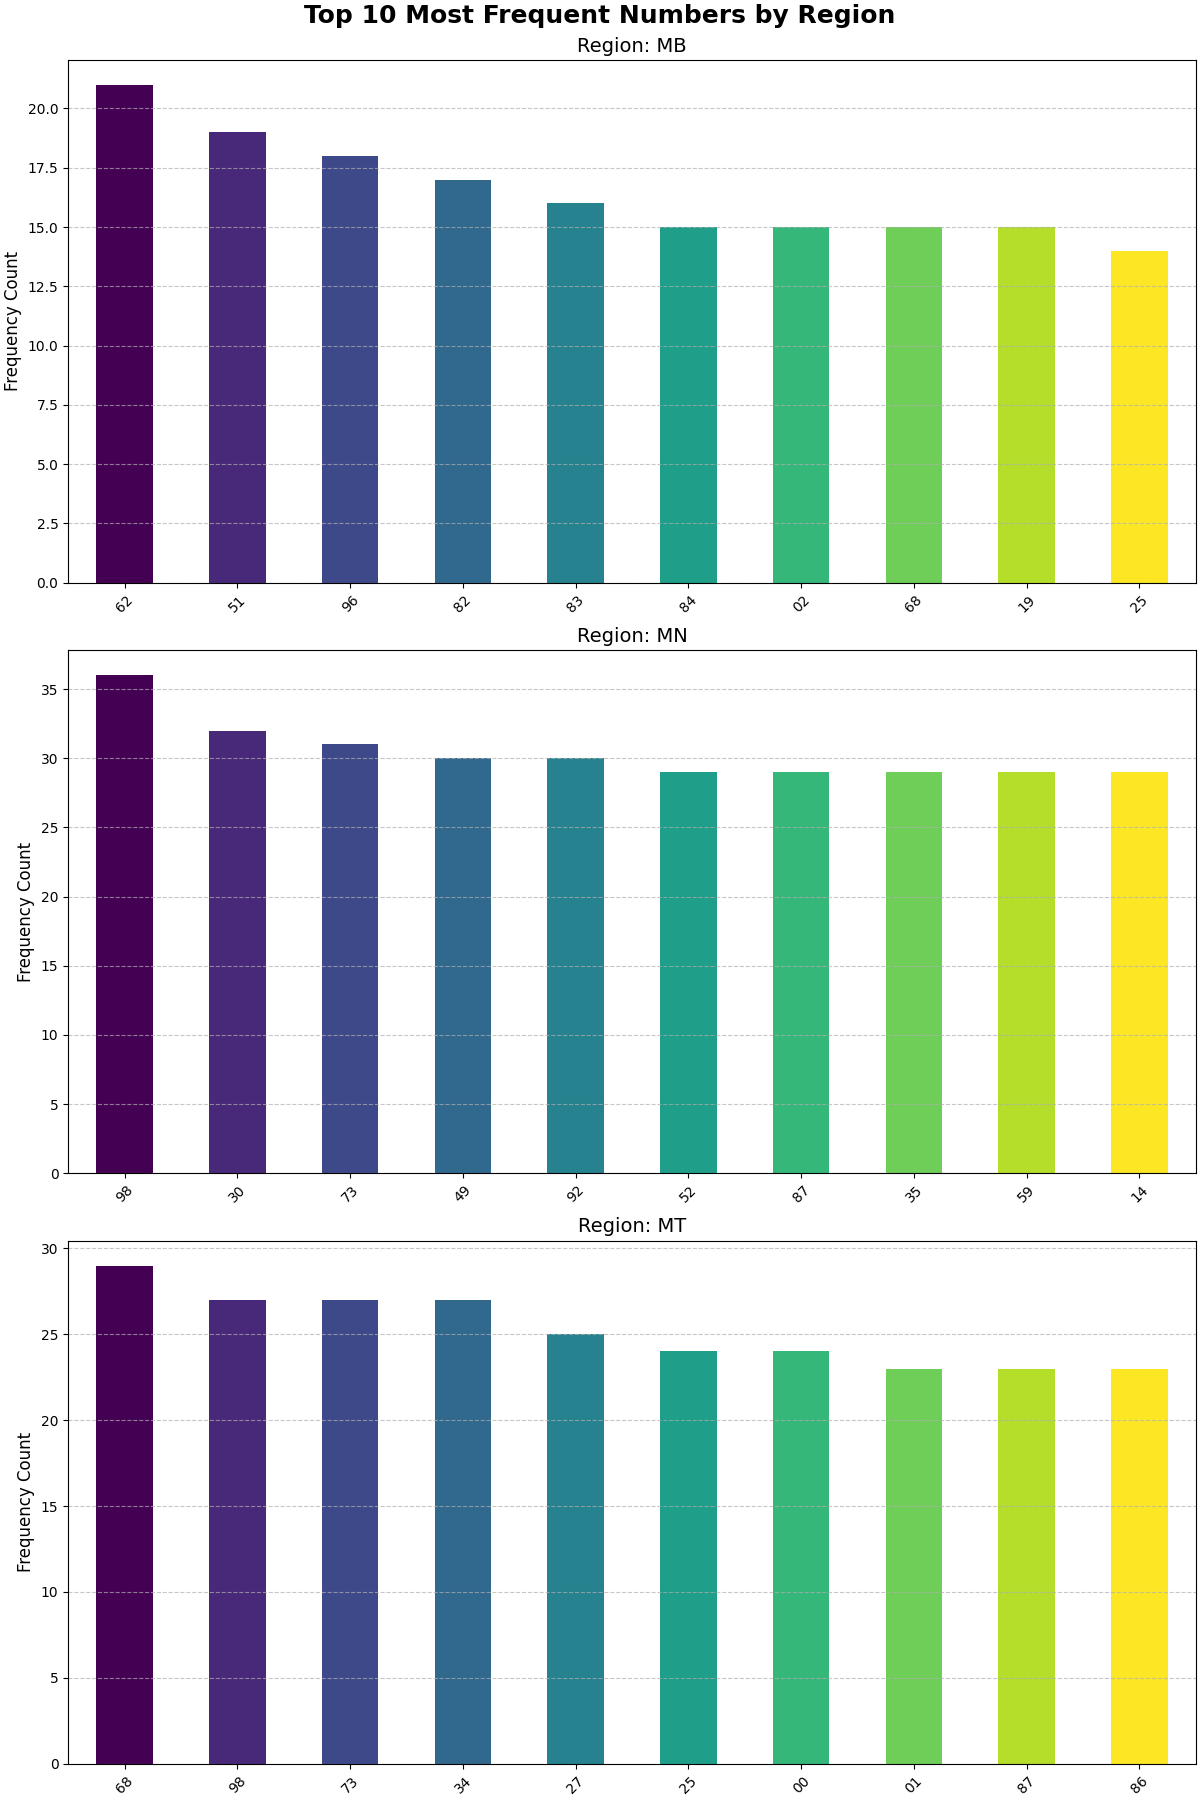 Top 10 Most Frequent Numbers by Region
Region: MB
Frequency Count
20.0
17.5
15.0
12.5
10.0
7.5
5.0
2.5
0.0
62 51 96 82 83 84 02 68 19 25
Region: MN
Frequency Count
35
30
25
20
15
10
5
0
98 30 73 49 92 52 87 35 59 14
Region: MT
Frequency Count
30
25
20
15
10
5
0
68 98 73 34 27 25 00 01 87 86